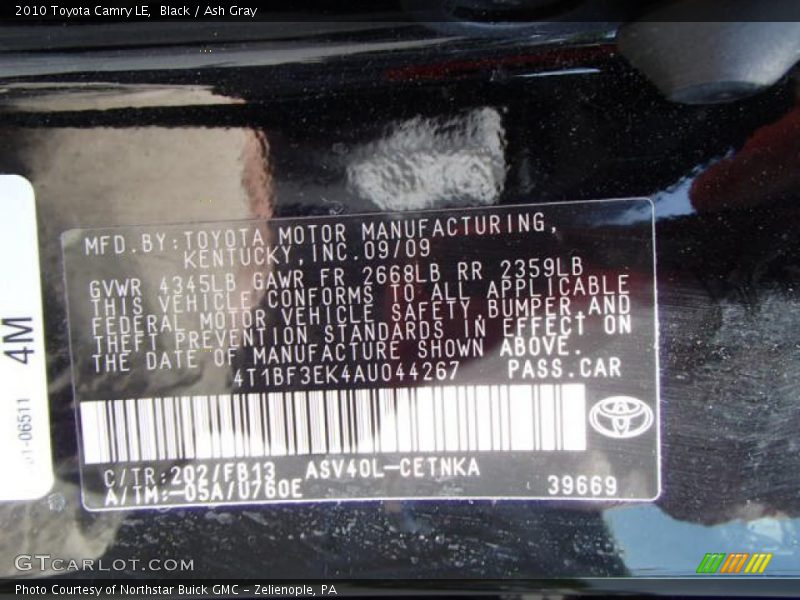 2010 Toyota Camry LE, Black / Ash Gray
MFD.BY:TOYOTA MOTOR MANUFACTURING,
KENTUCKY,INC.09/09
GVWR 4345LB GAWR FR 2668LB RR 2359LB
THIS VEHICLE CONFORMS TO ALL APPLICABLE
FEDERAL MOTOR VEHICLE SAFETY,BUMPER,AND
THEFT PREVENTION STANDARDS IN EFFECT ON
THE DATE OF MANUFACTURE SHOWN ABOVE.
4T1BF3EK4AU044267 PASS.CAR
C/TR:202/FB13 ASV40L-CETNKA
A/TM:-05A/U760E 39669
4M
01-06511
GTCARLOT.COM
Photo Courtesy of Northstar Buick GMC - Zelienople, PA